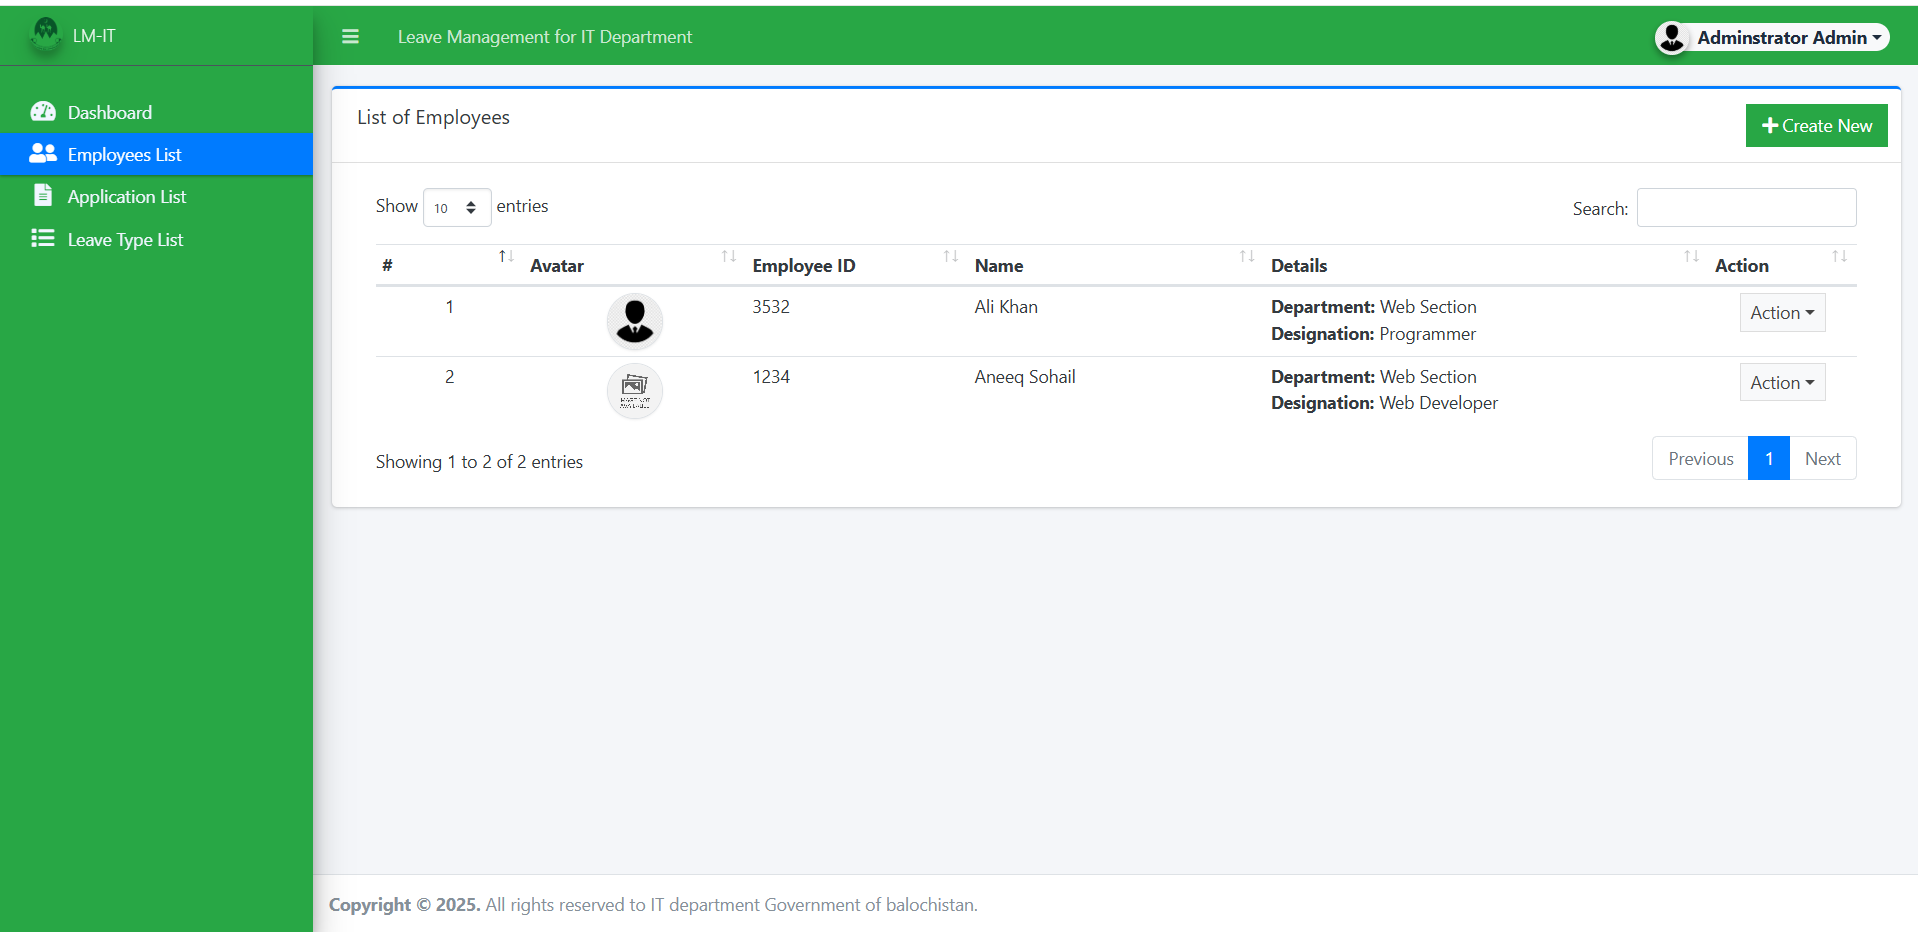 LM-IT
Leave Management for IT Department
Adminstrator Admin
Dashboard
Employees List
Application List
Leave Type List
List of Employees
Create New
Show 10 entries
Search:
# Avatar Employee ID Name Details Action
1 3532 Ali Khan Department: Web Section Action
Designation: Programmer
2 1234 Aneeq Sohail Department: Web Section Action
Designation: Web Developer
Showing 1 to 2 of 2 entries
Previous 1 Next
Copyright © 2025. All rights reserved to IT department Government of balochistan.